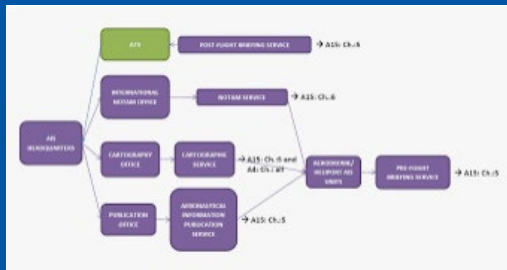 ATS
POST-FLIGHT BRIEFING SERVICE
→ A15: Ch.:5
INTERNATIONAL
NOTAM OFFICE
NOTAM SERVICE
→ A15: Ch.:6
AIS
HEADQUARTERS
CARTOGRAPHY
OFFICE
CARTOGRAPHIC
SERVICE
→ A15: Ch.:5 and
A4: Ch.: all
AERODROME/
HELIPORT AIS
UNITS
PRE-FLIGHT
BRIEFING SERVICE
→ A15: Ch.:5
PUBLICATION
OFFICE
AERONAUTICAL
INFORMATION
PUBLICATION
SERVICE
→ A15: Ch.:5